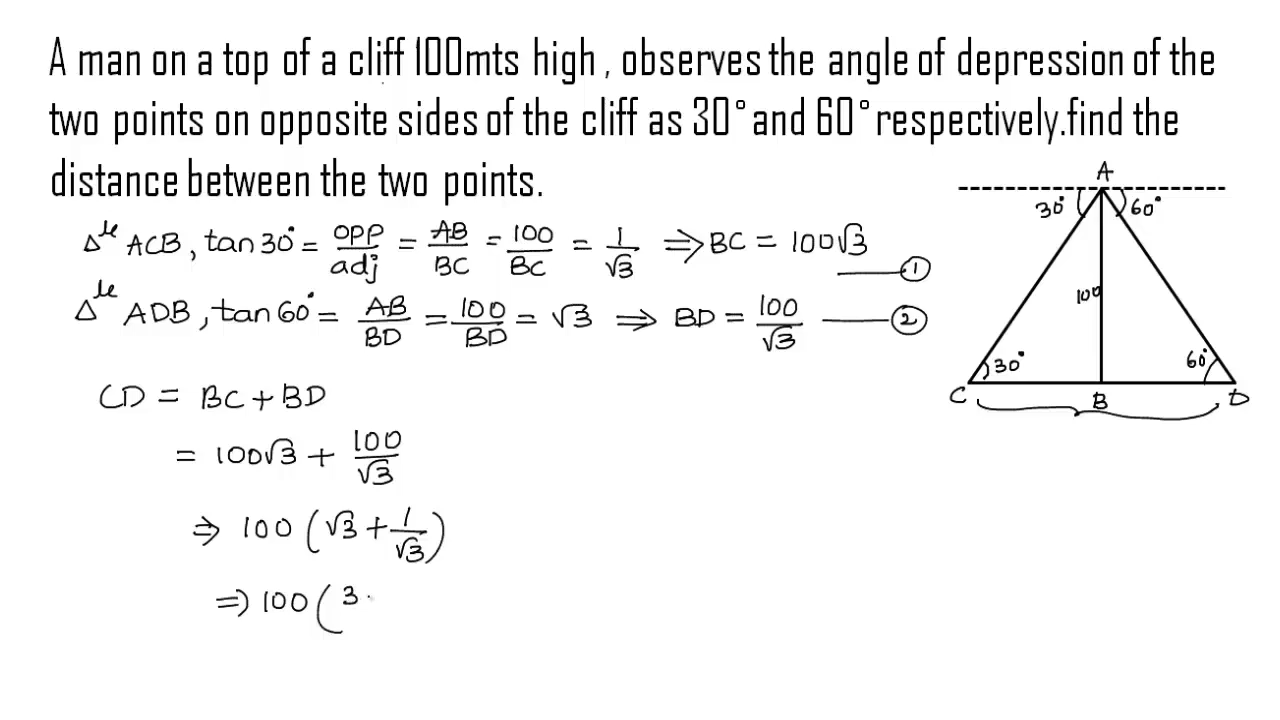 A man on a top of a cliff 100mts high , observes the angle of depression of the
two points on opposite sides of the cliff as 30° and 60° respectively.find the
distance between the two points.
Δle ACB, tan 30° = opp/adj = AB/BC = 100/BC = 1/√3 ⇒ BC = 100√3 —— ①
Δle ADB, tan 60° = AB/BD = 100/BD = √3 ⇒ BD = 100/√3 —— ②
CD = BC + BD
= 100√3 + 100/√3
⇒ 100 (√3 + 1/√3)
⇒ 100 ( 3
A
30° 60°
100
30° 60°
C B D